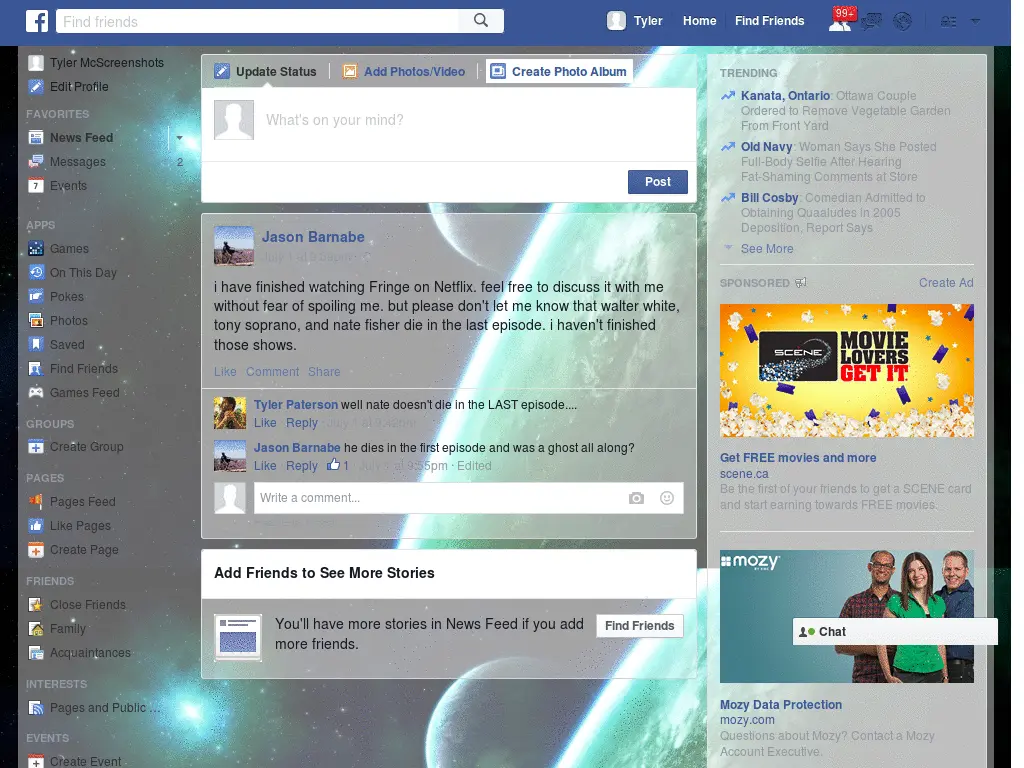 Find friends
Tyler
Home
Find Friends
99+
Tyler McScreenshots
Edit Profile
FAVORITES
News Feed
Messages 2
7 Events
APPS
Games
On This Day
Pokes
Photos
Saved
Find Friends
Games Feed
GROUPS
Create Group
PAGES
Pages Feed
Like Pages
Create Page
FRIENDS
Close Friends
Family
Acquaintances
INTERESTS
Pages and Public ...
EVENTS
Create Event
Update Status
Add Photos/Video
Create Photo Album
What's on your mind?
Post
Jason Barnabe
i have finished watching Fringe on Netflix. feel free to discuss it with me
without fear of spoiling me. but please don't let me know that walter white,
tony soprano, and nate fisher die in the last episode. i haven't finished
those shows.
Like Comment Share
Tyler Paterson well nate doesn't die in the LAST episode....
Like · Reply · July 1 at 9:42pm
Jason Barnabe he dies in the first episode and was a ghost all along?
Like · Reply · 1 · July 1 at 9:55pm · Edited
Write a comment...
Add Friends to See More Stories
You'll have more stories in News Feed if you add
more friends.
Find Friends
TRENDING
Kanata, Ontario: Ottawa Couple
Ordered to Remove Vegetable Garden
From Front Yard
Old Navy: Woman Says She Posted
Full-Body Selfie After Hearing
Fat-Shaming Comments at Store
Bill Cosby: Comedian Admitted to
Obtaining Quaaludes in 2005
Deposition, Report Says
See More
SPONSORED
Create Ad
SCENE
MOVIE
LOVERS
GET IT.
Get FREE movies and more
scene.ca
Be the first of your friends to get a SCENE card
and start earning towards FREE movies.
mozy
Chat
Mozy Data Protection
mozy.com
Questions about Mozy? Contact a Mozy
Account Executive.